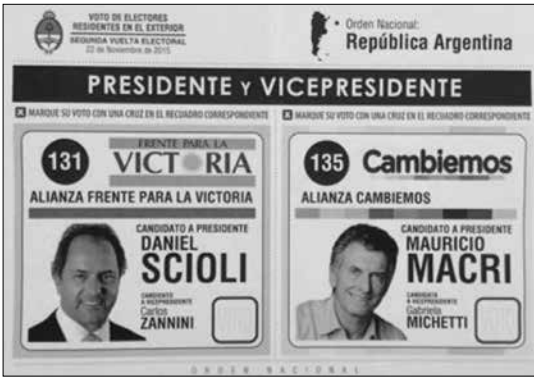 VOTO DE ELECTORES
RESIDENTES EN EL EXTERIOR
SEGUNDA VUELTA ELECTORAL
22 de Noviembre de 2015
Orden Nacional:
República Argentina
PRESIDENTE Y VICEPRESIDENTE
MARQUE SU VOTO CON UNA CRUZ EN EL RECUADRO CORRESPONDIENTE
131
FRENTE PARA LA
VICTORIA
ALIANZA FRENTE PARA LA VICTORIA
CANDIDATO A PRESIDENTE
DANIEL
SCIOLI
CANDIDATO
A VICEPRESIDENTE
Carlos
ZANNINI
MARQUE SU VOTO CON UNA CRUZ EN EL RECUADRO CORRESPONDIENTE
135
Cambiemos
ALIANZA CAMBIEMOS
CANDIDATO A PRESIDENTE
MAURICIO
MACRI
CANDIDATA
A VICEPRESIDENTE
Gabriela
MICHETTI
ORDEN NACIONAL